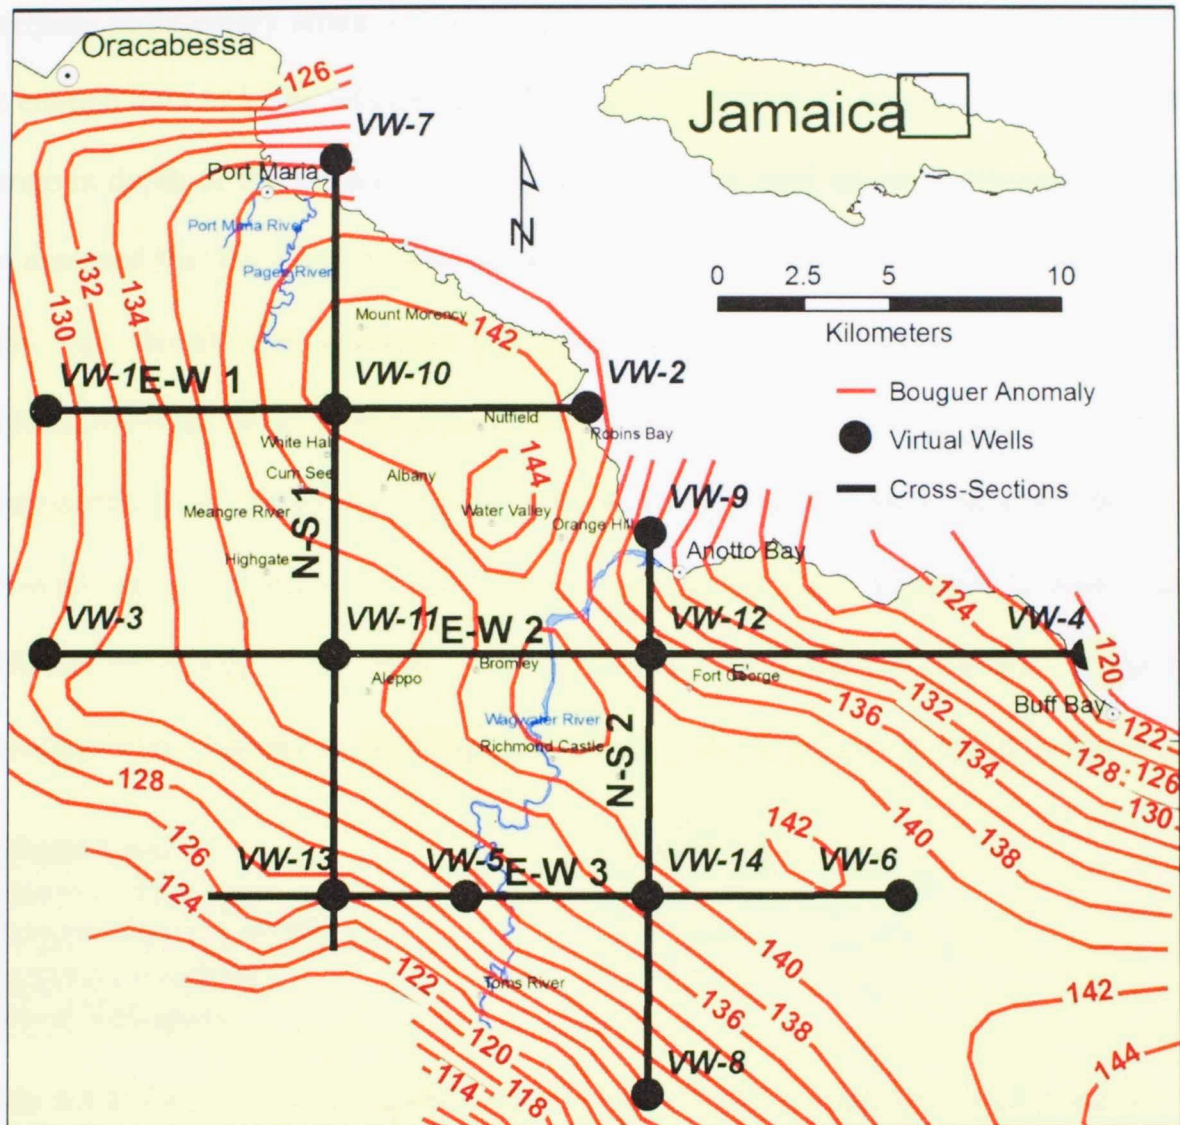 Oracabessa
126
Jamaica
VW-7
Port Maria
Port Maria River
Pagee River
N
132
134
130
0 2.5 5 10
Kilometers
Mount Morency
142
VW-1 E-W 1 VW-10 VW-2
Bouguer Anomaly
Virtual Wells
Cross-Sections
Nutfield
Robins Bay
White Hall
Cum See
Albany
144
Meangre River
Water Valley
Orange Hill
VW-9
N-S 1
Highgate
Anotto Bay
124
VW-3 VW-11 E-W 2 VW-12 VW-4
120
Bromley
Aleppo
Fort George
E'
Buff Bay
Wagwater River
Richmond Castle
N-S 2
136
132
134
122
128
128
126
130
126
142
140
138
VW-13 VW-5 E-W 3 VW-14 VW-6
124
122
Toms River
140
136
138
142
120
VW-8
114
118
144